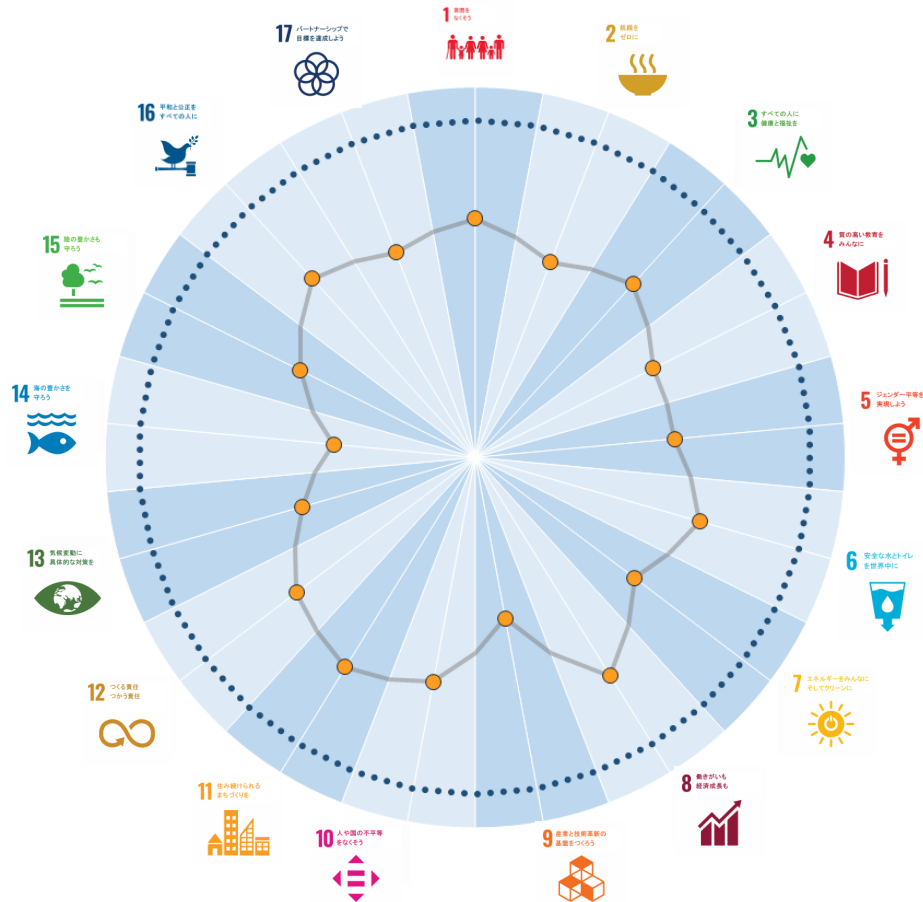 1 貧困を
なくそう
2 飢餓を
ゼロに
3 すべての人に
健康と福祉を
4 質の高い教育を
みんなに
5 ジェンダー平等を
実現しよう
6 安全な水とトイレ
を世界中に
7 エネルギーをみんなに
そしてクリーンに
8 働きがいも
経済成長も
9 産業と技術革新の
基盤をつくろう
10 人や国の不平等
をなくそう
11 住み続けられる
まちづくりを
12 つくる責任
つかう責任
13 気候変動に
具体的な対策を
14 海の豊かさを
守ろう
15 陸の豊かさも
守ろう
16 平和と公正を
すべての人に
17 パートナーシップで
目標を達成しよう